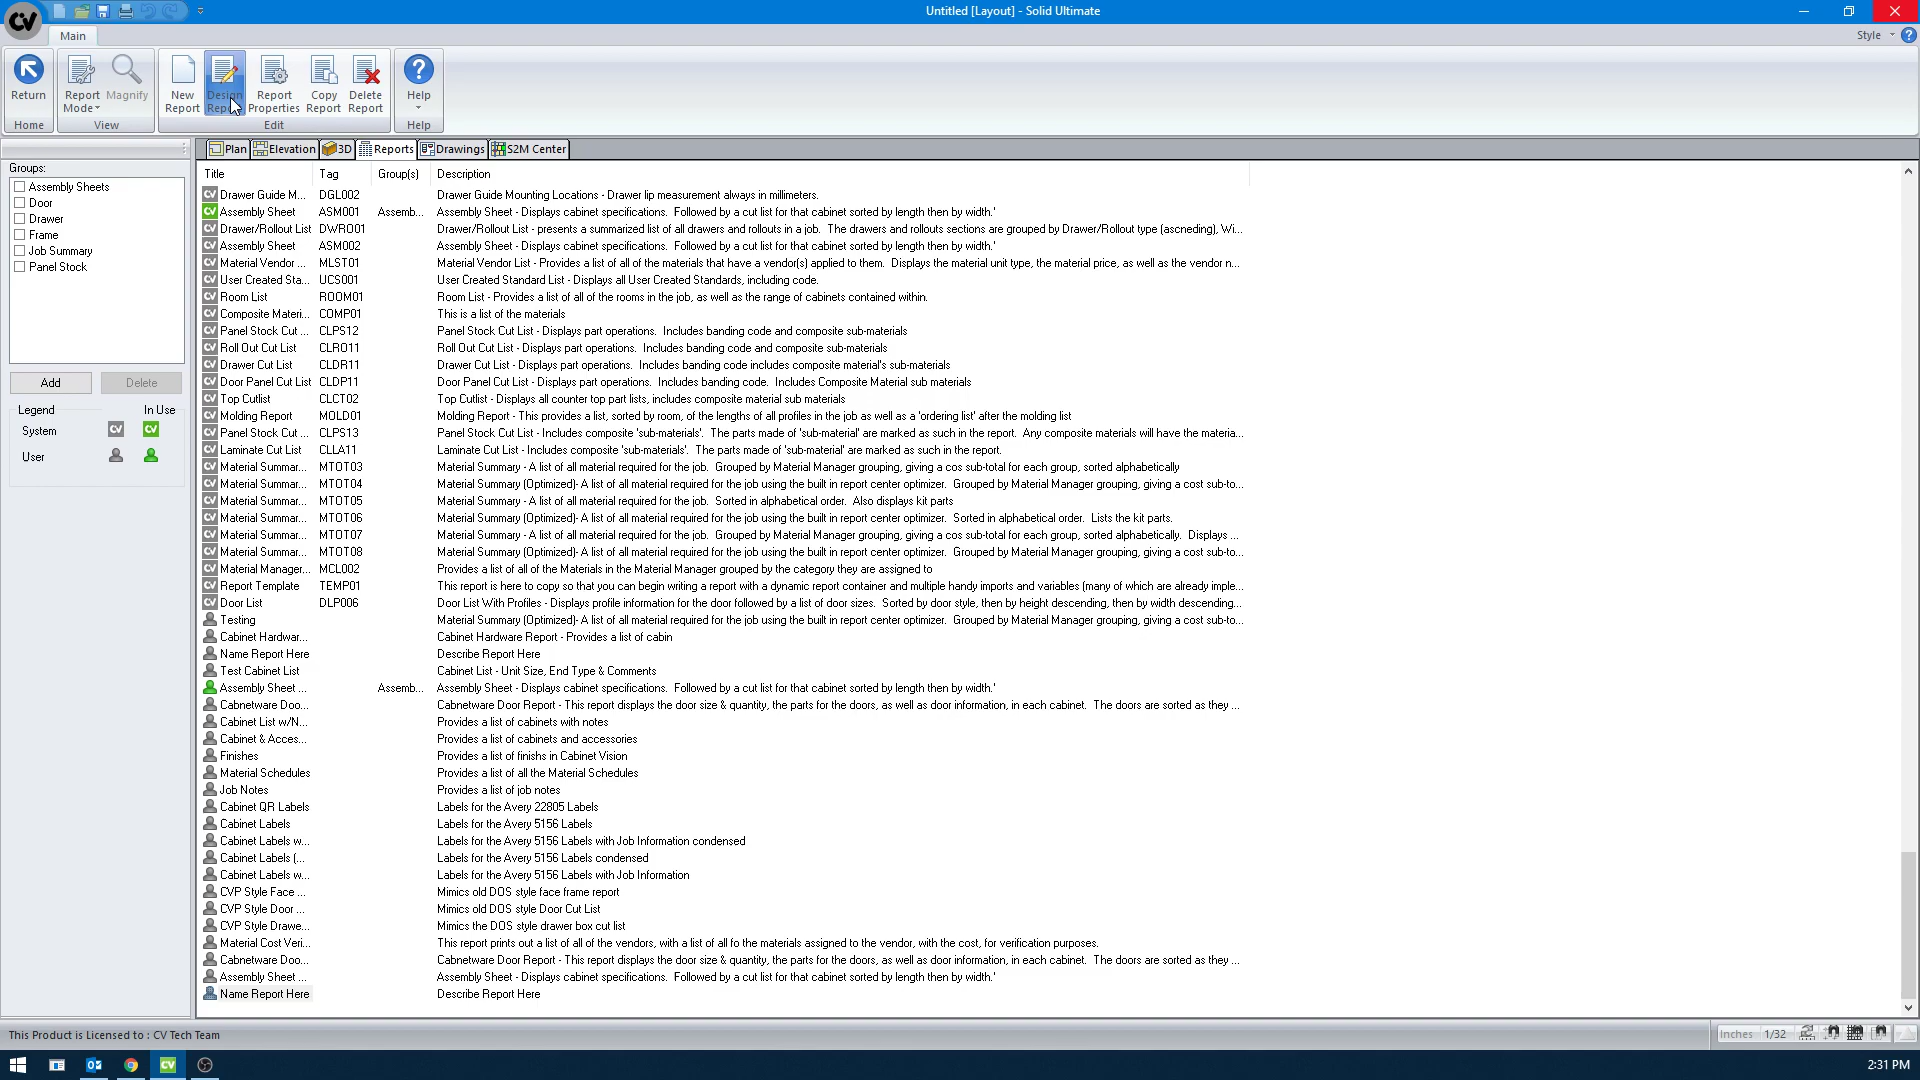 Untitled [Layout] - Solid Ultimate
Main
Style
Return
Report Mode
Magnify
New Report
Design Report
Report Properties
Copy Report
Delete Report
Help
Home
View
Edit
Help
Plan
Elevation
3D
Reports
Drawings
S2M Center
Groups:
Assembly Sheets
Door
Drawer
Frame
Job Summary
Panel Stock
Add
Delete
Legend
In Use
System
User
Title Tag Group(s) Description
Drawer Guide M... DGL002 Drawer Guide Mounting Locations - Drawer lip measurement always in millimeters.
Assembly Sheet ASM001 Assemb... Assembly Sheet - Displays cabinet specifications. Followed by a cut list for that cabinet sorted by length then by width.'
Drawer/Rollout List DWRO01 Drawer/Rollout List - presents a summarized list of all drawers and rollouts in a job. The drawers and rollouts sections are grouped by Drawer/Rollout type (ascneding), Wi...
Assembly Sheet ASM002 Assembly Sheet - Displays cabinet specifications. Followed by a cut list for that cabinet sorted by length then by width.'
Material Vendor ... MLST01 Material Vendor List - Provides a list of all of the materials that have a vendor(s) applied to them. Displays the material unit type, the material price, as well as the vendor n...
User Created Sta... UCS001 User Created Standard List - Displays all User Created Standards, including code.
Room List ROOM01 Room List - Provides a list of all of the rooms in the job, as well as the range of cabinets contained within.
Composite Materi... COMP01 This is a list of the materials
Panel Stock Cut ... CLPS12 Panel Stock Cut List - Displays part operations. Includes banding code and composite sub-materials
Roll Out Cut List CLRO11 Roll Out Cut List - Displays part operations. Includes banding code and composite sub-materials
Drawer Cut List CLDR11 Drawer Cut List - Displays part operations. Includes banding code includes composite material's sub-materials
Door Panel Cut List CLDP11 Door Panel Cut List - Displays part operations. Includes banding code. Includes Composite Material sub materials
Top Cutlist CLCT02 Top Cutlist - Displays all counter top part lists, includes composite material sub materials
Molding Report MOLD01 Molding Report - This provides a list, sorted by room, of the lengths of all profiles in the job as well as a 'ordering list' after the molding list
Panel Stock Cut ... CLPS13 Panel Stock Cut List - Includes composite 'sub-materials'. The parts made of 'sub-material' are marked as such in the report. Any composite materials will have the materia...
Laminate Cut List CLLA11 Laminate Cut List - Includes composite 'sub-materials'. The parts made of 'sub-material' are marked as such in the report.
Material Summar... MTOT03 Material Summary - A list of all material required for the job. Grouped by Material Manager grouping, giving a cos sub-total for each group, sorted alphabetically
Material Summar... MTOT04 Material Summary (Optimized)- A list of all material required for the job using the built in report center optimizer. Grouped by Material Manager grouping, giving a cost sub-to...
Material Summar... MTOT05 Material Summary - A list of all material required for the job. Sorted in alphabetical order. Also displays kit parts
Material Summar... MTOT06 Material Summary (Optimized)- A list of all material required for the job using the built in report center optimizer. Sorted in alphabetical order. Lists the kit parts.
Material Summar... MTOT07 Material Summary - A list of all material required for the job. Grouped by Material Manager grouping, giving a cos sub-total for each group, sorted alphabetically. Displays ...
Material Summar... MTOT08 Material Summary (Optimized)- A list of all material required for the job using the built in report center optimizer. Grouped by Material Manager grouping, giving a cost sub-to...
Material Manager... MCL002 Provides a list of all of the Materials in the Material Manager grouped by the category they are assigned to
Report Template TEMP01 This report is here to copy so that you can begin writing a report with a dynamic report container and multiple handy imports and variables (many of which are already imple...
Door List DLP006 Door List With Profiles - Displays profile information for the door followed by a list of door sizes. Sorted by door style, then by height descending, then by width descending...
Testing Material Summary (Optimized)- A list of all material required for the job using the built in report center optimizer. Grouped by Material Manager grouping, giving a cost sub-to...
Cabinet Hardwar... Cabinet Hardware Report - Provides a list of cabin
Name Report Here Describe Report Here
Test Cabinet List Cabinet List - Unit Size, End Type & Comments
Assembly Sheet ... Assemb... Assembly Sheet - Displays cabinet specifications. Followed by a cut list for that cabinet sorted by length then by width.'
Cabnetware Doo... Cabnetware Door Report - This report displays the door size & quantity, the parts for the doors, as well as door information, in each cabinet. The doors are sorted as they ...
Cabinet List w/N... Provides a list of cabinets with notes
Cabinet & Acces... Provides a list of cabinets and accessories
Finishes Provides a list of finishs in Cabinet Vision
Material Schedules Provides a list of all the Material Schedules
Job Notes Provides a list of job notes
Cabinet QR Labels Labels for the Avery 22805 Labels
Cabinet Labels Labels for the Avery 5156 Labels
Cabinet Labels w... Labels for the Avery 5156 Labels with Job Information condensed
Cabinet Labels (... Labels for the Avery 5156 Labels condensed
Cabinet Labels w... Labels for the Avery 5156 Labels with Job Information
CVP Style Face ... Mimics old DOS style face frame report
CVP Style Door ... Mimics old DOS style Door Cut List
CVP Style Drawe... Mimics the DOS style drawer box cut list
Material Cost Veri... This report prints out a list of all of the vendors, with a list of all fo the materials assigned to the vendor, with the cost, for verification purposes.
Cabnetware Doo... Cabnetware Door Report - This report displays the door size & quantity, the parts for the doors, as well as door information, in each cabinet. The doors are sorted as they ...
Assembly Sheet ... Assembly Sheet - Displays cabinet specifications. Followed by a cut list for that cabinet sorted by length then by width.'
Name Report Here Describe Report Here
This Product is Licensed to : CV Tech Team
Inches 1/32
2:31 PM